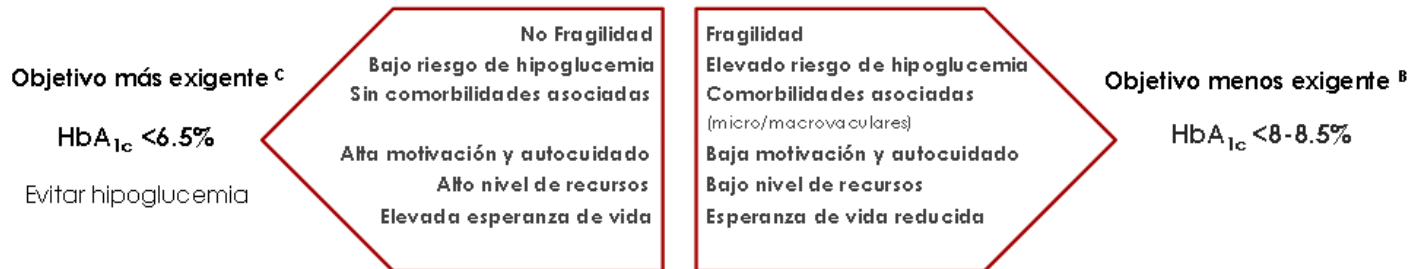 Objetivo más exigente C
HbA1c <6.5%
Evitar hipoglucemia
No Fragilidad
Bajo riesgo de hipoglucemia
Sin comorbilidades asociadas
Alta motivación y autocuidado
Alto nivel de recursos
Elevada esperanza de vida
Fragilidad
Elevado riesgo de hipoglucemia
Comorbilidades asociadas
(micro/macrovaculares)
Baja motivación y autocuidado
Bajo nivel de recursos
Esperanza de vida reducida
Objetivo menos exigente B
HbA1c <8-8.5%